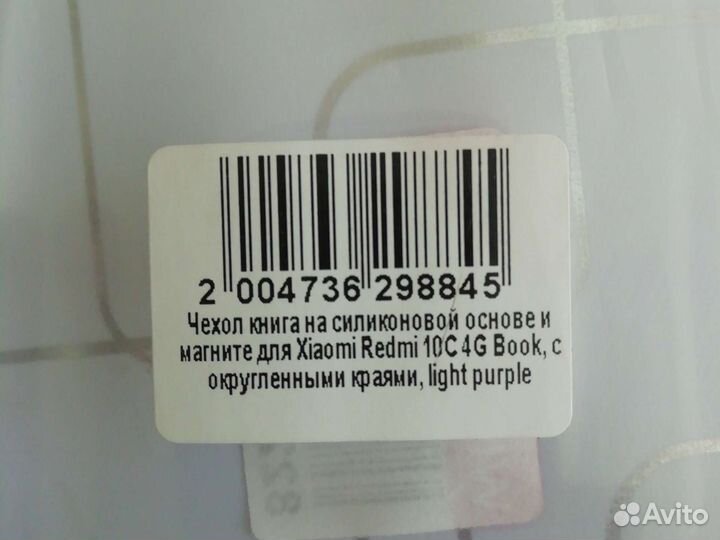 2 004736 298845
Чехол книга на силиконовой основе и
магните для Xiaomi Redmi 10C 4G Book, с
округленными краями, light purple
Avito